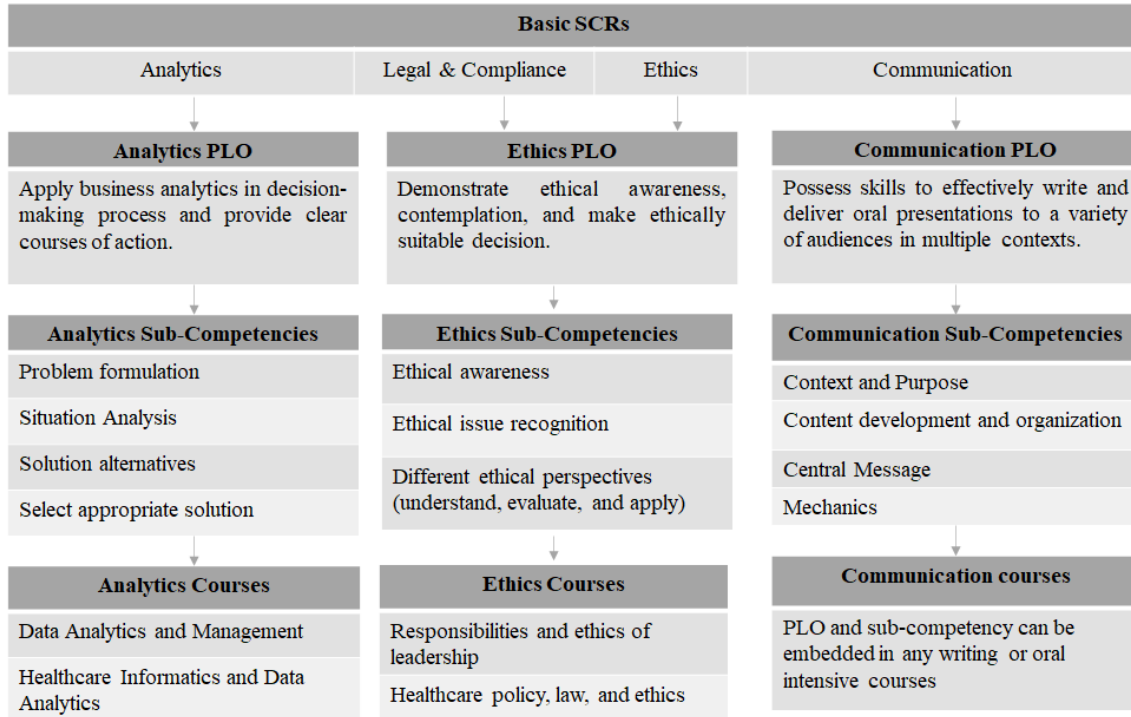 Basic SCRs
Analytics
Legal & Compliance
Ethics
Communication
Analytics PLO
Apply business analytics in decision-
making process and provide clear
courses of action.
Ethics PLO
Demonstrate ethical awareness,
contemplation, and make ethically
suitable decision.
Communication PLO
Possess skills to effectively write and
deliver oral presentations to a variety
of audiences in multiple contexts.
Analytics Sub-Competencies
Problem formulation
Situation Analysis
Solution alternatives
Select appropriate solution
Ethics Sub-Competencies
Ethical awareness
Ethical issue recognition
Different ethical perspectives
(understand, evaluate, and apply)
Communication Sub-Competencies
Context and Purpose
Content development and organization
Central Message
Mechanics
Analytics Courses
Data Analytics and Management
Healthcare Informatics and Data
Analytics
Ethics Courses
Responsibilities and ethics of
leadership
Healthcare policy, law, and ethics
Communication courses
PLO and sub-competency can be
embedded in any writing or oral
intensive courses